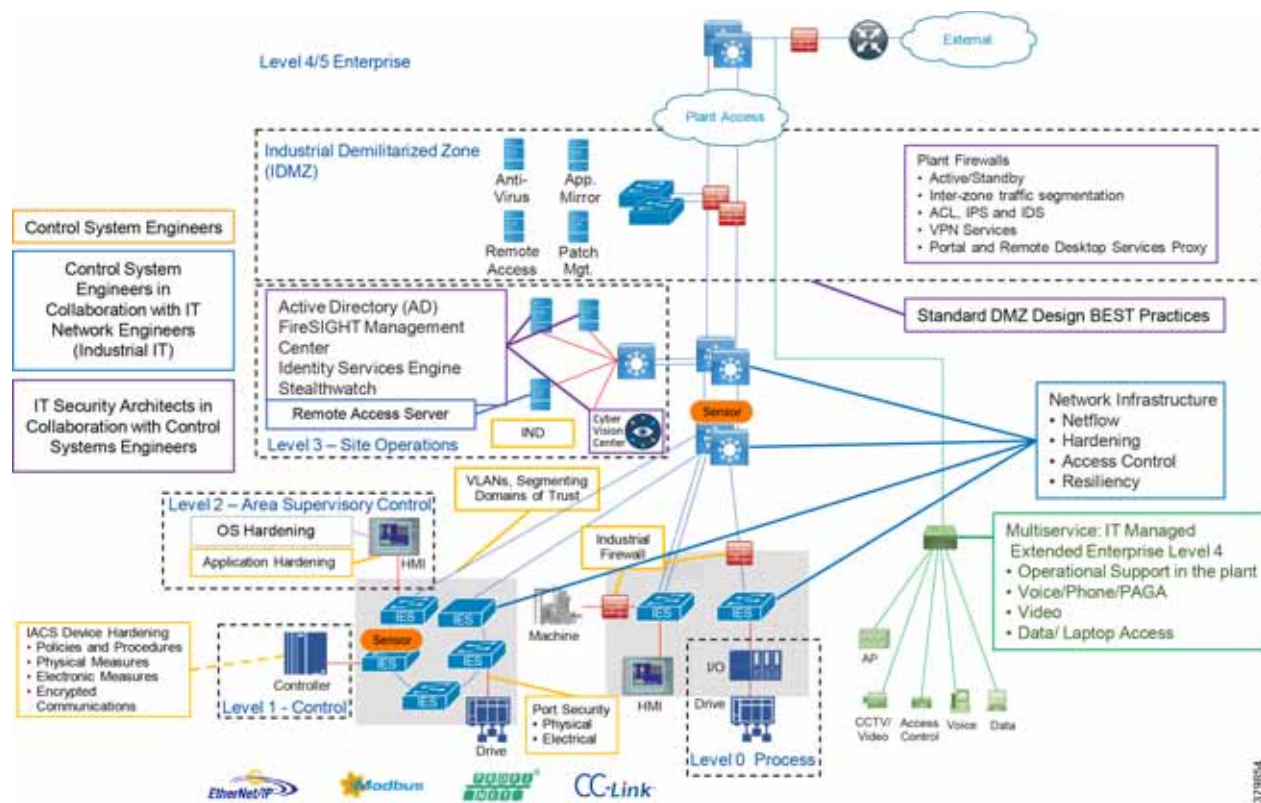 Level 4/5 Enterprise
External
Plant Access
Industrial Demilitarized Zone
(IDMZ)
Anti-
Virus
App.
Mirror
Remote
Access
Patch
Mgt.
Plant Firewalls
• Active/Standby
• Inter-zone traffic segmentation
• ACL, IPS and IDS
• VPN Services
• Portal and Remote Desktop Services Proxy
Standard DMZ Design BEST Practices
Control System Engineers
Control System
Engineers in
Collaboration with IT
Network Engineers
(Industrial IT)
IT Security Architects in
Collaboration with Control
Systems Engineers
Active Directory (AD)
FireSIGHT Management
Center
Identity Services Engine
Stealthwatch
Remote Access Server
Level 3 – Site Operations
IND
Cyber
Vision
Center
Sensor
Network Infrastructure
• Netflow
• Hardening
• Access Control
• Resiliency
VLANs, Segmenting
Domains of Trust
Level 2 – Area Supervisory Control
OS Hardening
Application Hardening
HMI
Industrial
Firewall
Multiservice: IT Managed
Extended Enterprise Level 4
• Operational Support in the plant
• Voice/Phone/PAGA
• Video
• Data/ Laptop Access
IES
IES
Machine
IES
IES
IACS Device Hardening
• Policies and Procedures
• Physical Measures
• Electronic Measures
• Encrypted
Communications
Controller
Level 1 - Control
Sensor
IES
IES
IES
Port Security
• Physical
• Electrical
Drive
HMI
I/O
Drive
Level 0 Process
AP
CCTV/
Video
Access
Control
Voice
Data
EtherNet/IP
Modbus
PROFI
NET
CC-Link
379854